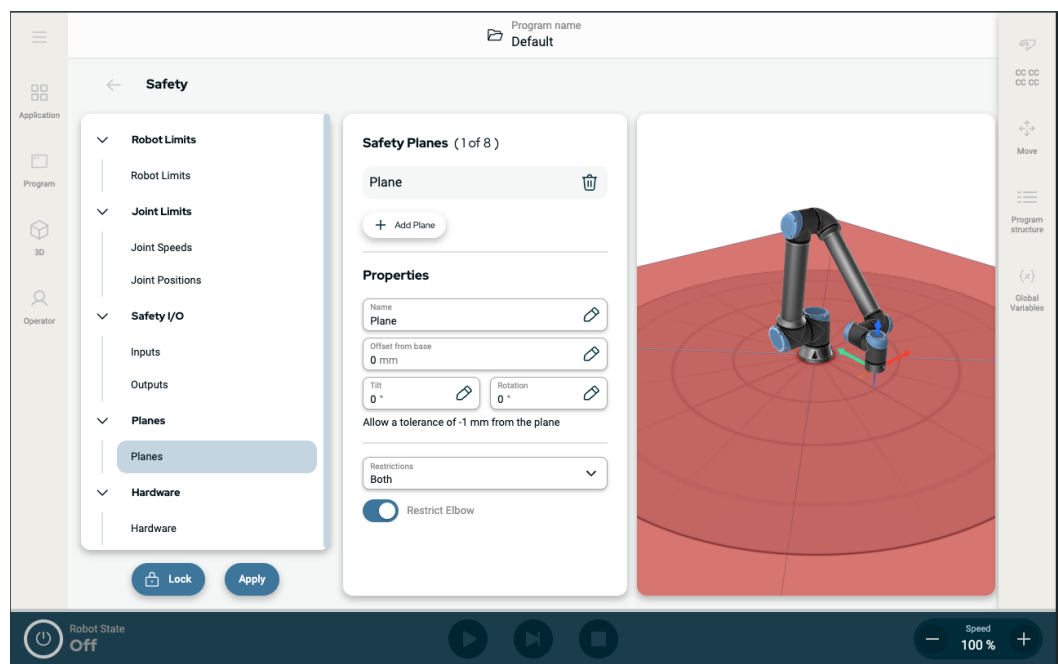 Program name
Default
Safety
Application
Program
3D
Operator
Robot Limits
Robot Limits
Joint Limits
Joint Speeds
Joint Positions
Safety I/O
Inputs
Outputs
Planes
Planes
Hardware
Hardware
Lock
Apply
Safety Planes (1 of 8)
Plane
+ Add Plane
Properties
Name
Plane
Offset from base
0 mm
Tilt
0 °
Rotation
0 °
Allow a tolerance of -1 mm from the plane
Restrictions
Both
Restrict Elbow
CC CC
CC CC
Move
Program
structure
{x}
Global
Variables
Robot State
Off
Speed
100 %